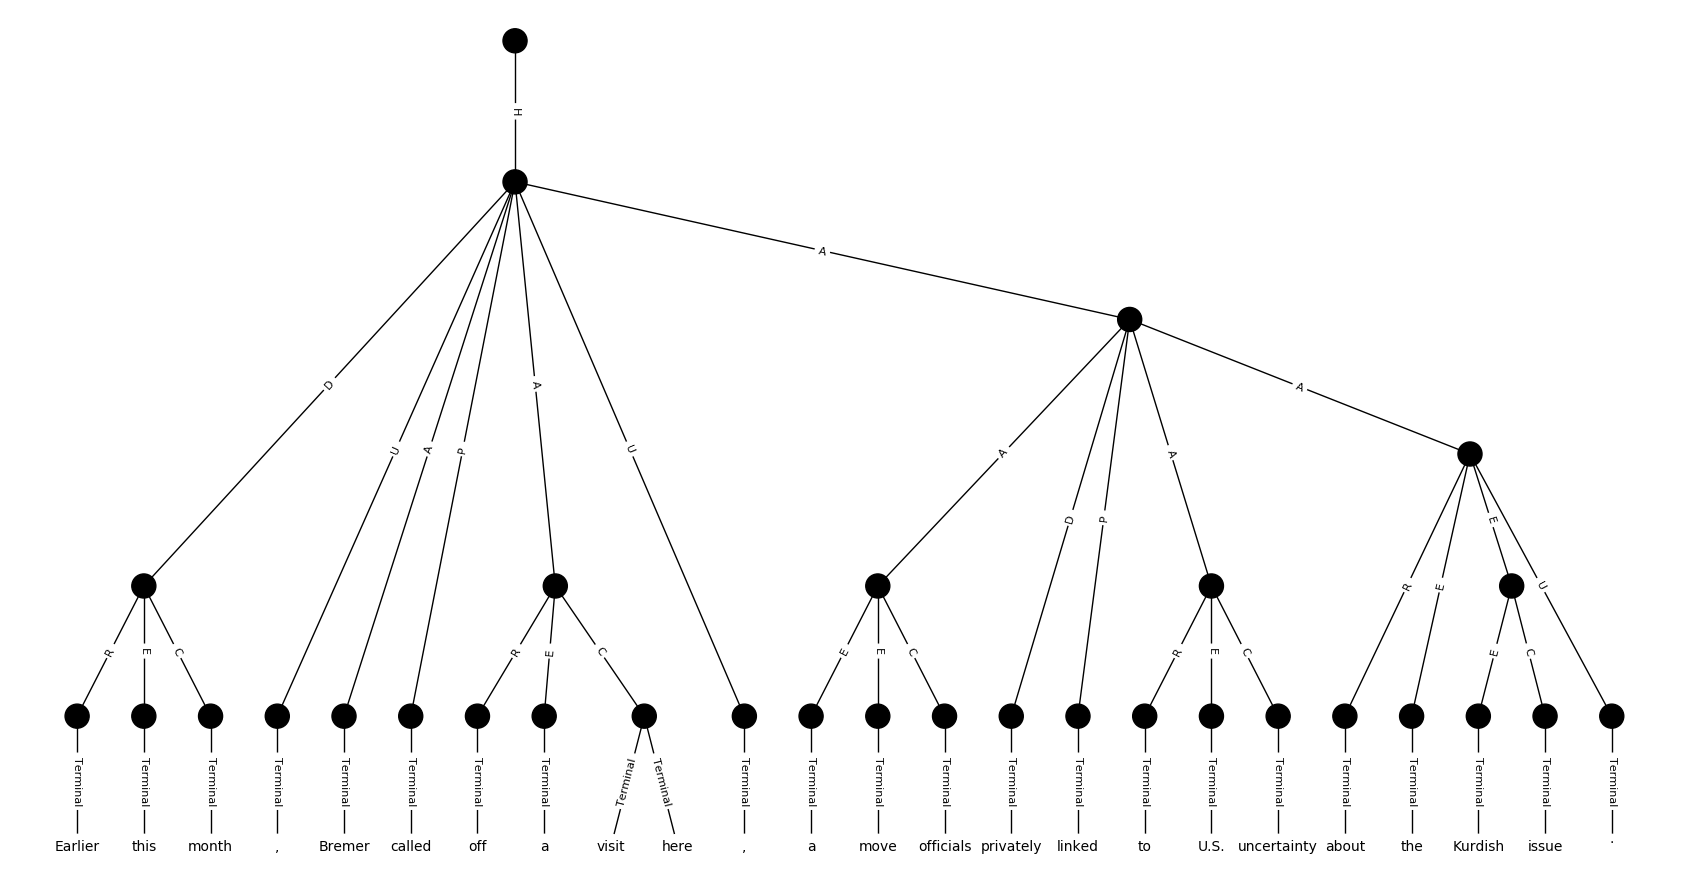 H
A
D
U
A
P
A
U
A
A
D
P
A
R
E
C
R
E
C
E
E
C
R
E
C
R
E
E
U
E
C
Terminal Terminal Terminal Terminal Terminal Terminal Terminal Terminal Terminal Terminal Terminal Terminal Terminal Terminal Terminal Terminal Terminal Terminal Terminal Terminal Terminal Terminal Terminal Terminal
Earlier this month , Bremer called off a visit here , a move officials privately linked to U.S. uncertainty about the Kurdish issue .